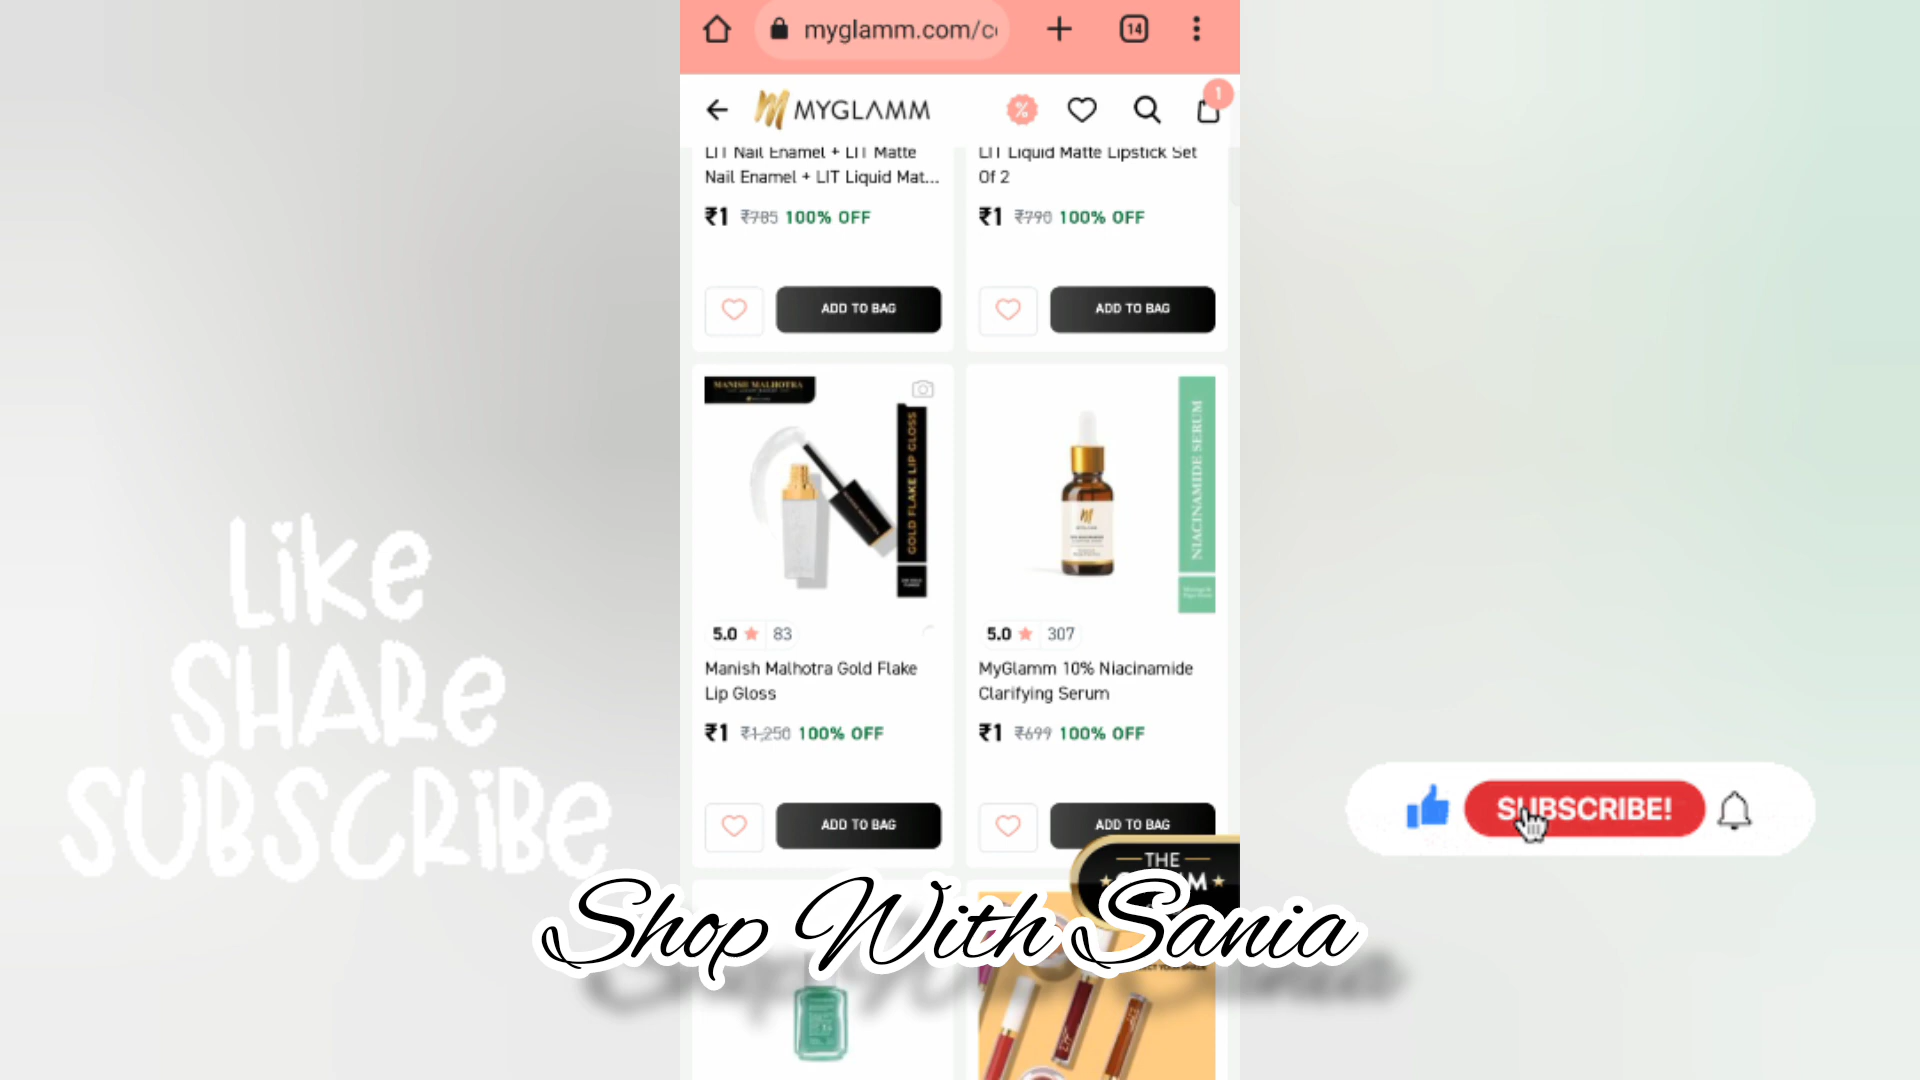 myglamm.com/c
14
MYGLAMM
%
1
LIT Nail Enamel + LIT Matte
Nail Enamel + LIT Liquid Mat...
₹1 ₹785 100% OFF
ADD TO BAG
LIT Liquid Matte Lipstick Set
Of 2
₹1 ₹790 100% OFF
ADD TO BAG
MANISH MALHOTRA
GOLD FLAKE LIP GLOSS
5.0 83
Manish Malhotra Gold Flake
Lip Gloss
₹1 ₹1,250 100% OFF
ADD TO BAG
NIACINAMIDE SERUM
5.0 307
MyGlamm 10% Niacinamide
Clarifying Serum
₹1 ₹699 100% OFF
ADD TO BAG
THE
Like
SHARe
SUBSCRiBE
SUBSCRIBE!
Shop With Sania